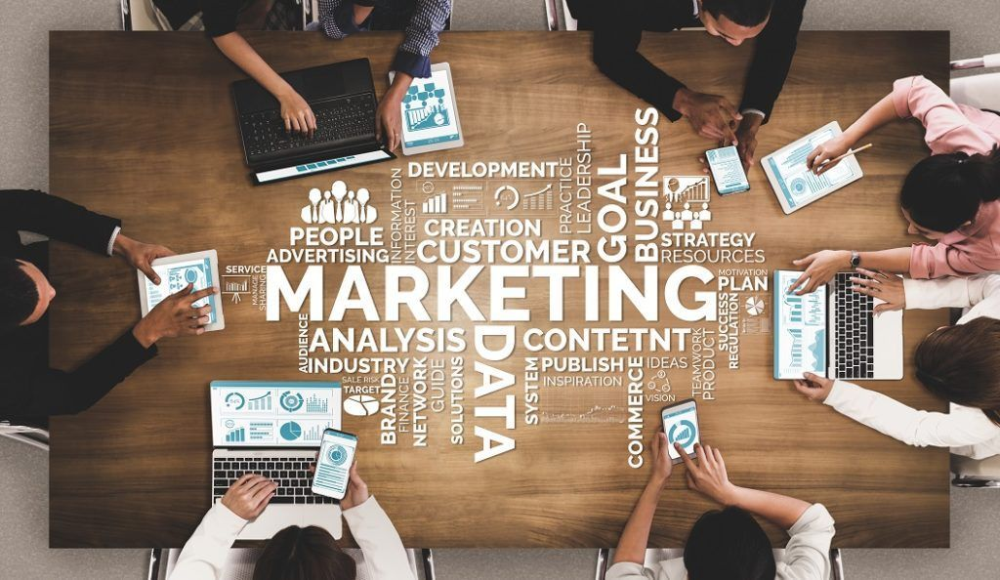 DEVELOPMENT
INFORMATION
INTEREST
PRACTICE
LEADERSHIP
GOAL
BUSINESS
PEOPLE
CREATION
STRATEGY
ADVERTISING
CUSTOMER
RESOURCES
SERVICE
MANAGE
SHARING
MARKETING
MOTIVATION
PLAN
SUCCESS
REGULATION
AUDIENCE
ANALYSIS
DATA
CONTETNT
TEAMWORK
PRODUCT
INDUSTRY
NETWORK
GUIDE
SOLUTIONS
SYSTEM
PUBLISH
IDEAS
COMMERCE
SALE RISK
TARGET
BRAND
FINANCE
INSPIRATION
VISION